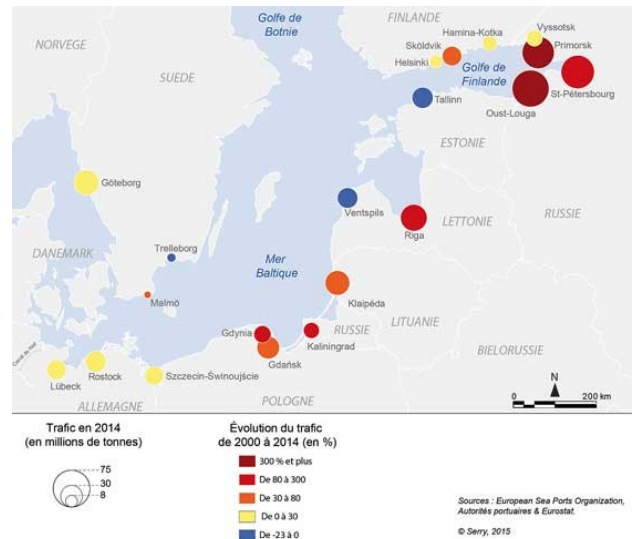 Golfe de
Botnie
FINLANDE
Hamina-Kotka
Vyssotsk
NORVEGE
Sköldvik
Primorsk
SUEDE
Helsinki
Golfe de
Finlande
Tallinn
St-Pétersbourg
Oust-Louga
ESTONIE
Göteborg
Ventspils
LETTONIE
RUSSIE
Riga
DANEMARK
Trelleborg
Mer
Baltique
Malmö
Klaipéda
LITUANIE
Gdynia
RUSSIE
Kaliningrad
BIELORUSSIE
Gdańsk
Rostock
Szczecin-Świnoujście
Lübeck
N
ALLEMAGNE
POLOGNE
0 200 km
Trafic en 2014
(en millions de tonnes)
75
30
8
Évolution du trafic
de 2000 à 2014 (en %)
300 % et plus
De 80 à 300
De 30 à 80
De 0 à 30
De -23 à 0
Sources : European Sea Ports Organization,
Autorités portuaires & Eurostat.
© Serry, 2015